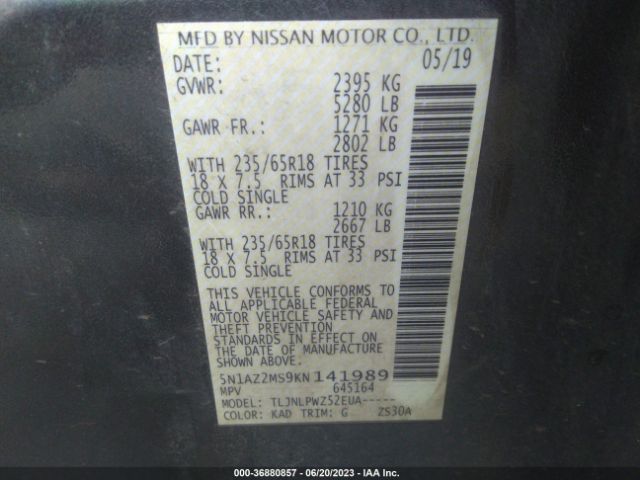 MFD BY NISSAN MOTOR CO., LTD.
DATE: 05/19
GVWR: 2395 KG
5280 LB
GAWR FR.: 1271 KG
2802 LB
WITH 235/65R18 TIRES
18 X 7.5 RIMS AT 33 PSI
COLD SINGLE
GAWR RR.: 1210 KG
2667 LB
WITH 235/65R18 TIRES
18 X 7.5 RIMS AT 33 PSI
COLD SINGLE
THIS VEHICLE CONFORMS TO
ALL APPLICABLE FEDERAL
MOTOR VEHICLE SAFETY AND
THEFT PREVENTION
STANDARDS IN EFFECT ON
THE DATE OF MANUFACTURE
SHOWN ABOVE.
5N1AZ2MS9KN141989
MPV 645164
MODEL: TLJNLPWZ52EUA-----
COLOR: KAD TRIM: G ZS30A
000-36880857 - 06/20/2023 - IAA Inc.